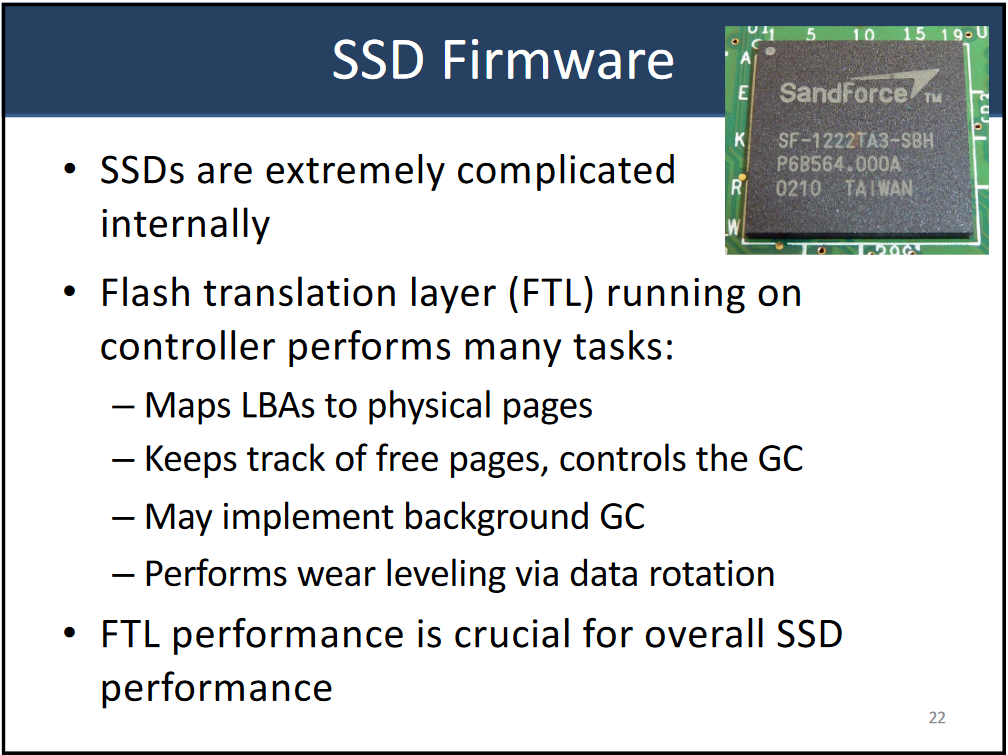 SSD Firmware
U1 5 10 15 19 U
A
E
K
R
W
SandForce™
SF-1222TA3-SBH
P6B564.000A
0210 TAIWAN
• SSDs are extremely complicated
internally
• Flash translation layer (FTL) running on
controller performs many tasks:
– Maps LBAs to physical pages
– Keeps track of free pages, controls the GC
– May implement background GC
– Performs wear leveling via data rotation
• FTL performance is crucial for overall SSD
performance
22